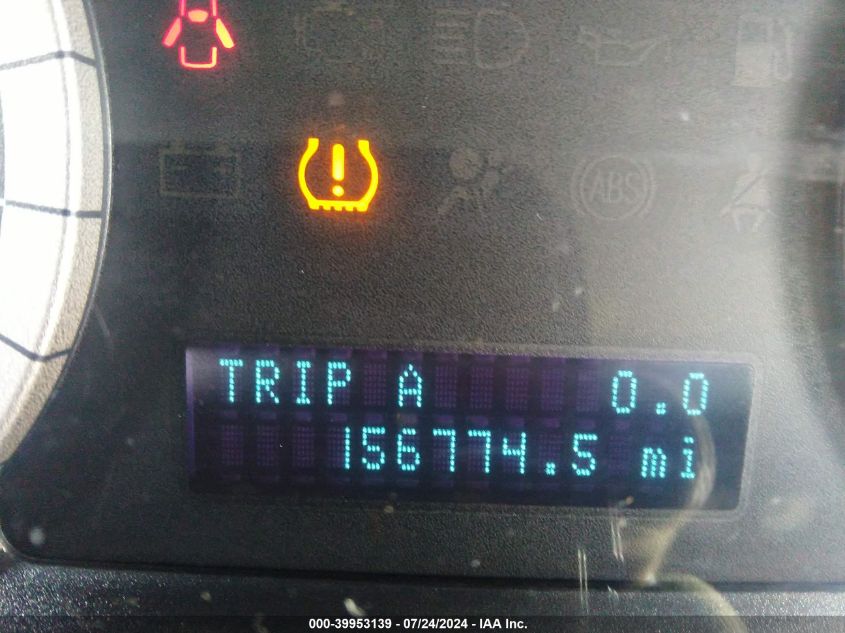 ABS
TRIP A 0.0
156774.5 mi
000-39953139 - 07/24/2024 - IAA Inc.